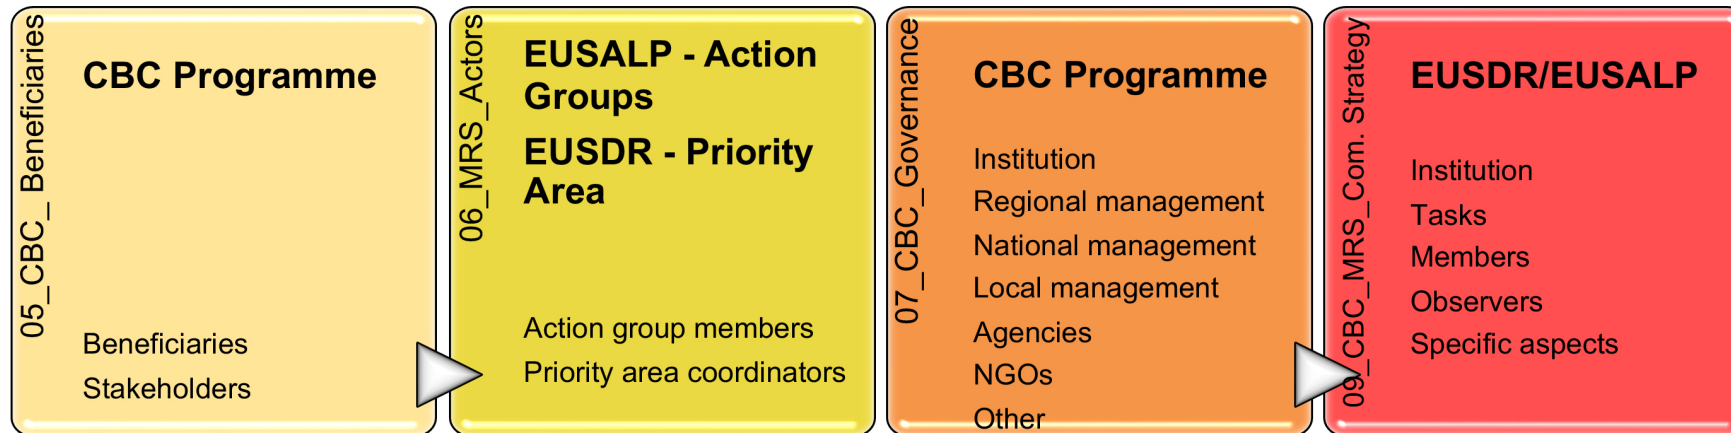 05_CBC_Beneficiaries
CBC Programme
Beneficiaries
Stakeholders
06_MRS_Actors
EUSALP - Action
Groups
EUSDR - Priority
Area
Action group members
Priority area coordinators
07_CBC_Governance
CBC Programme
Institution
Regional management
National management
Local management
Agencies
NGOs
Other
09_CBC_MRS_Com. Strategy
EUSDR/EUSALP
Institution
Tasks
Members
Observers
Specific aspects